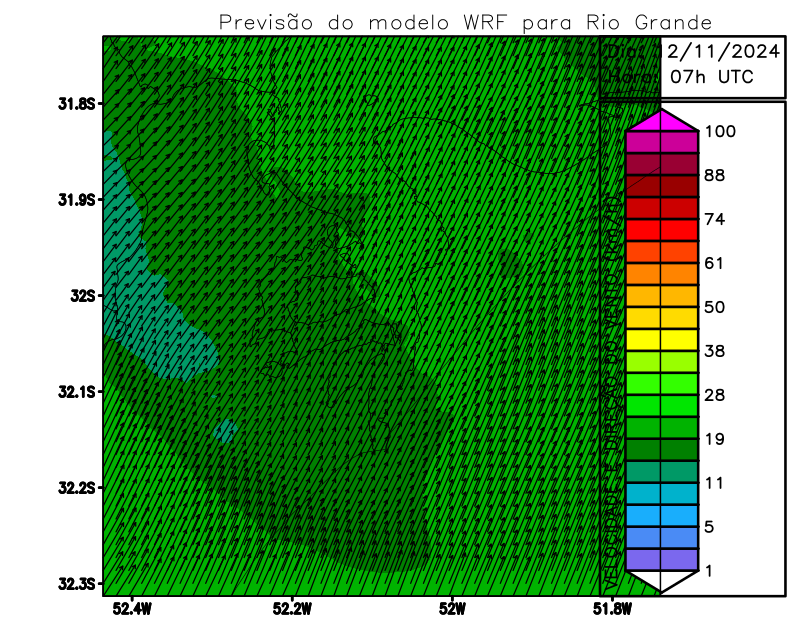 Previsão do modelo WRF para Rio Grande
Dia: 12/11/2024
Hora: 07h UTC
31.8S
31.9S
32S
32.1S
32.2S
32.3S
52.4W
52.2W
52W
51.8W
100
88
74
61
50
38
28
19
11
5
1
VELOCIDADE E DIREÇÃO DO VENTO